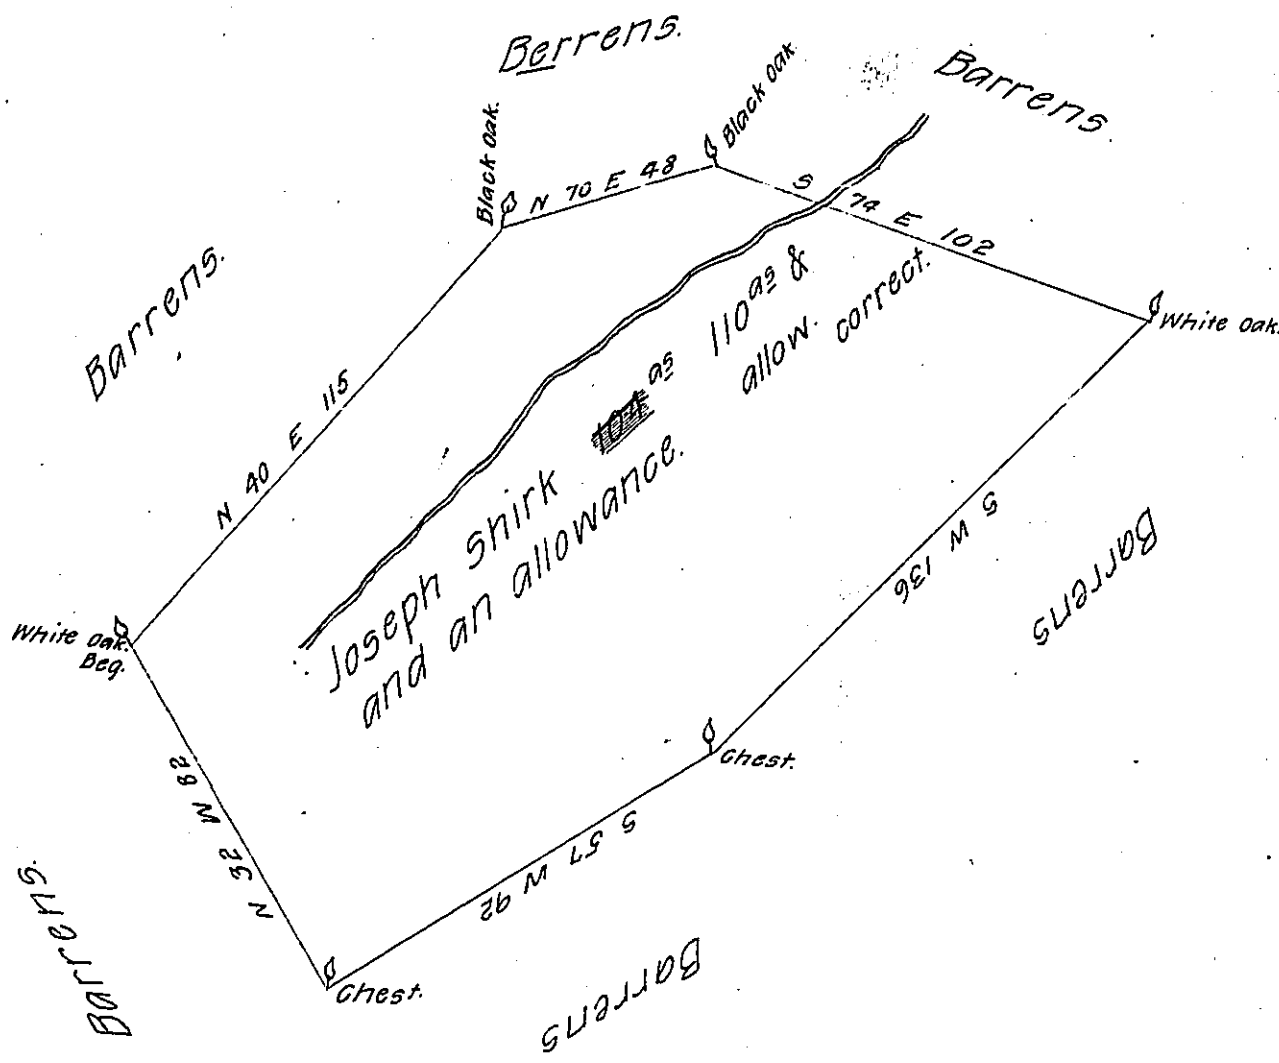 Berrens.
Barrens.
Black Oak.
Black Oak.
N 70 E 48
S 74 E 102
Barrens.
White Oak.
N 40 E 115
110as & allow. correct.
Joseph Shirk 104as
and an allowance.
S W 136
Barrens
White Oak.
Beg.
Chest.
N 32 W 82
S 57 W 92
Barrens.
Chest.
Barrens